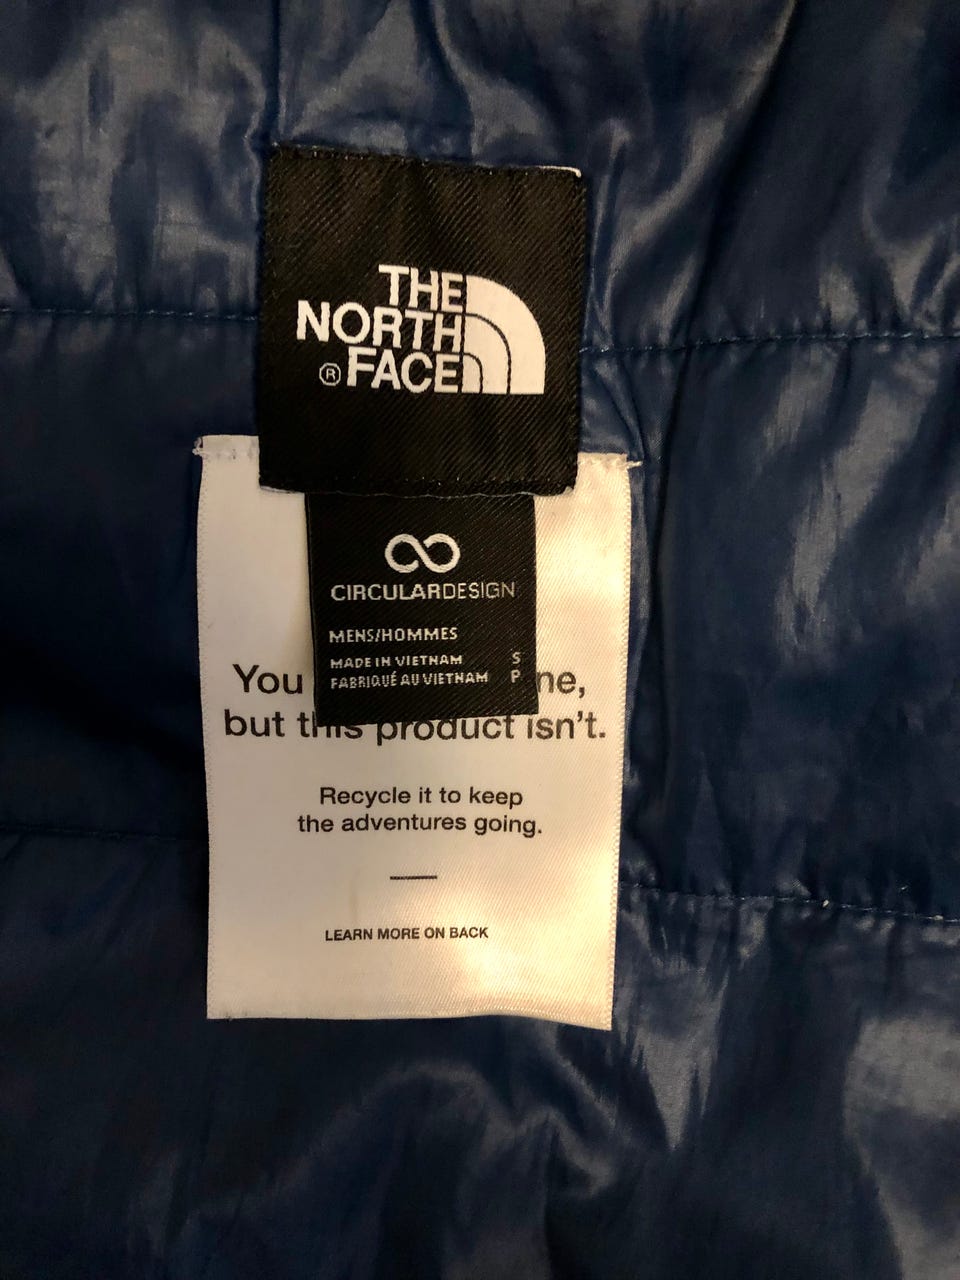 THE
NORTH
® FACE
CIRCULARDESIGN
MENS/HOMMES
MADE IN VIETNAM S
FABRIQUÉ AU VIETNAM P
You
but this product isn't.
Recycle it to keep
the adventures going.
LEARN MORE ON BACK